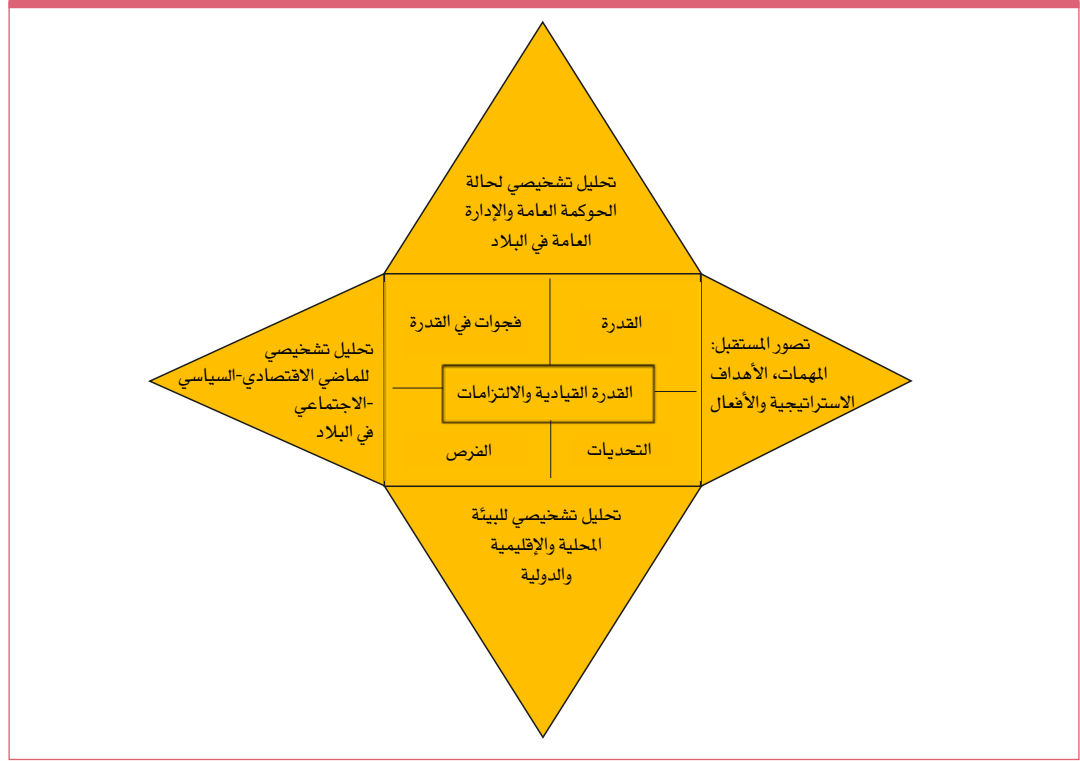 تحليل تشخيصي لحالة
الحوكمة العامة والإدارة
العامة في البلاد
القدرة
فجوات في القدرة
تصور المستقبل:
المهمات، الأهداف
الاستراتيجية والأفعال
القدرة القيادية والالتزامات
تحليل تشخيصي
للماضي الاقتصادي-السياسي
-الاجتماعي
في البلاد
التحديات
الفرص
تحليل تشخيصي للبيئة
المحلية والإقليمية
والدولية